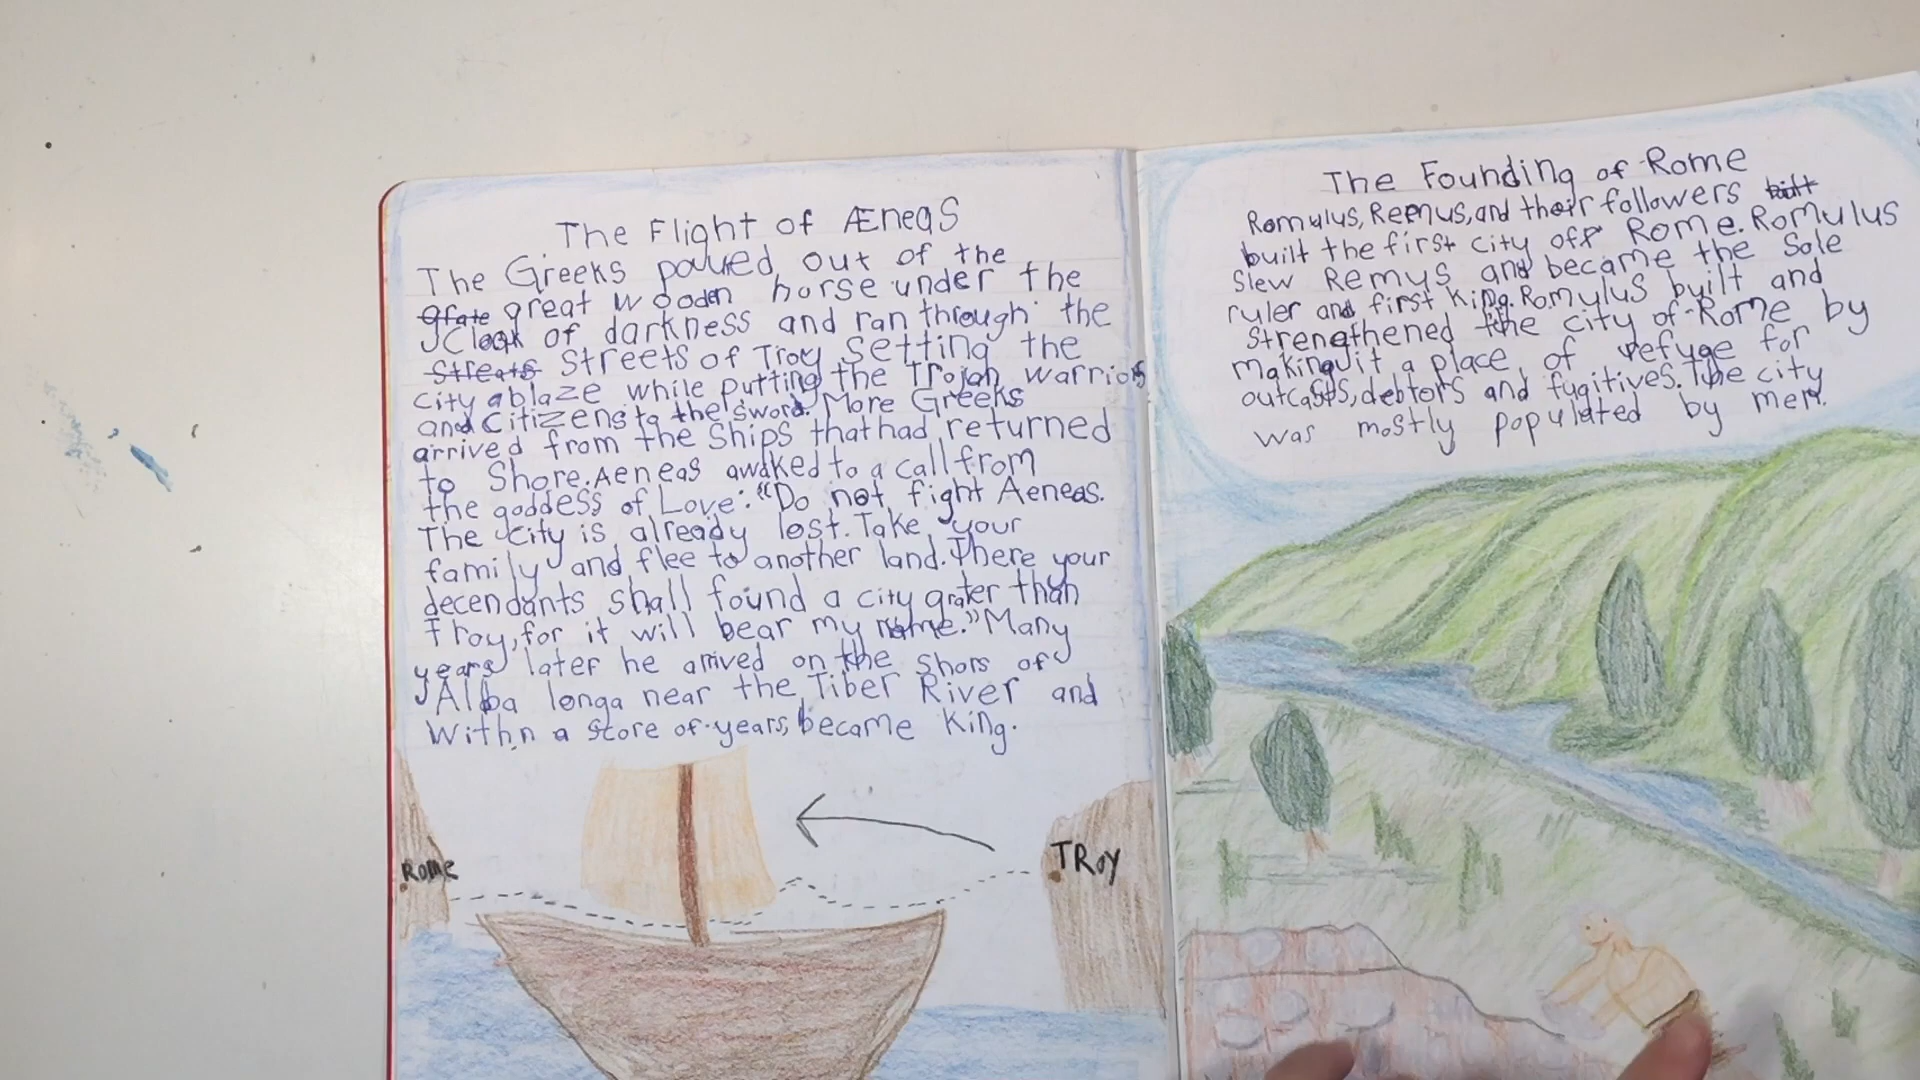 The Flight of Æneas
The Greeks poured out of the
great wooden horse under the
Cloak of darkness and ran through the
Streets of Troy setting the
city ablaze while putting the Trojan warriors
and citizens to the sword. More Greeks
arrived from the Ships that had returned
to Shore. Aeneas awaked to a call from
the goddess of Love: "Do not fight Aeneas.
The city is already lost. Take your
family and flee to another land. There your
decendants shall found a city grater than
Troy, for it will bear my name." Many
years later he arrived on the Shors of
Alba longa near the Tiber River and
Withn a store of years, became King.
Rome
TRoy
The Founding of Rome
Romulus, Remus, and their followers built
built the first city off Rome. Romulus
Slew Remus and became the Sole
ruler and first King. Romulus built and
Strengthened the city of Rome by
making it a place of refuge for
outcasts, debtors and fugitives. The city
was mostly populated by men.